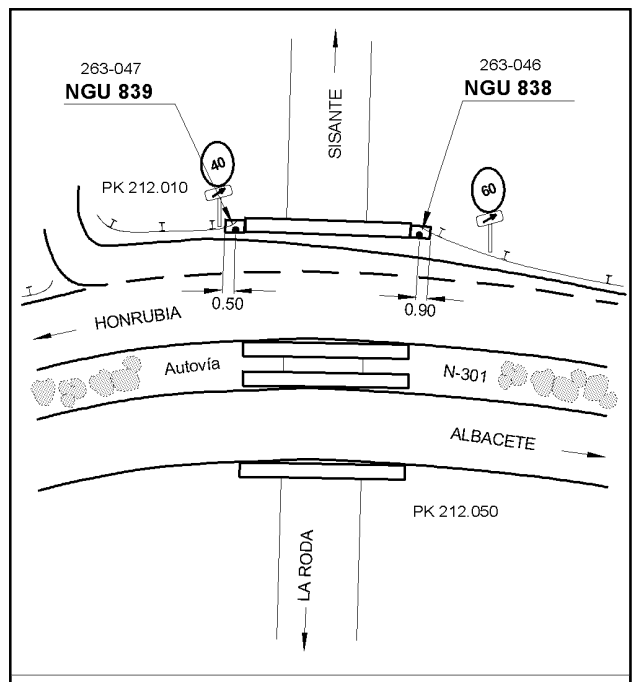 263-047
NGU 839
263-046
NGU 838
SISANTE
40
60
PK 212.010
0.50
0.90
HONRUBIA
Autovía
N-301
ALBACETE
PK 212.050
LA RODA